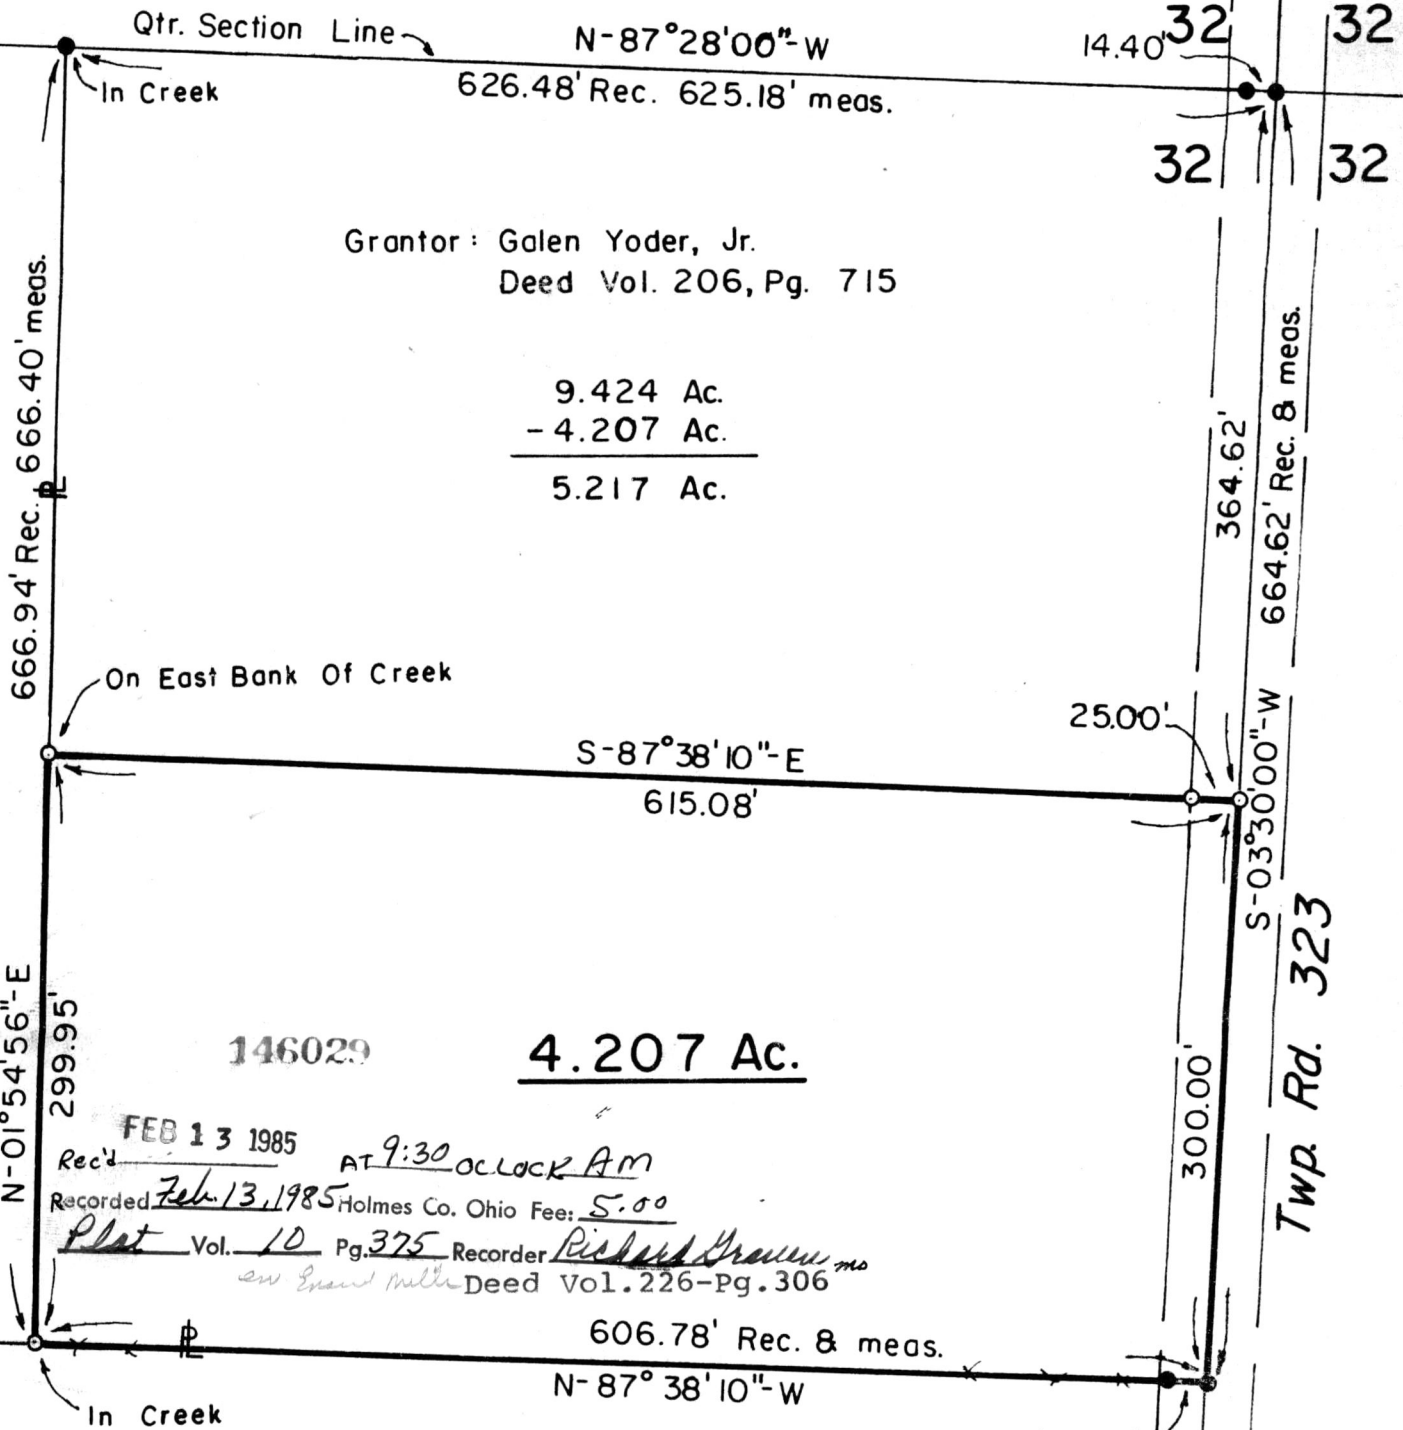 Qtr. Section Line
N-87°28'00"-W
14.40'
32
32
In Creek
626.48' Rec. 625.18' meas.
32
32
Grantor: Galen Yoder, Jr.
Deed Vol. 206, Pg. 715
666.94' Rec. 666.40' meas.
PL
9.424 Ac.
-4.207 Ac.
5.217 Ac.
364.62'
664.62' Rec. & meas.
On East Bank Of Creek
25.00'
S-87°38'10"-E
615.08'
S-03°30'00"-W
Twp. Rd. 323
N-01°54'56"-E
299.95'
146029
4.207 Ac.
300.00'
FEB 13 1985
Rec'd AT 9:30 OCLOCK AM
Recorded Feb. 13, 1985 Holmes Co. Ohio Fee: 5.00
Plat Vol. 10 Pg. 375 Recorder Richard mo
Deed Vol.226-Pg.306
PL
606.78' Rec. & meas.
N-87°38'10"-W
In Creek